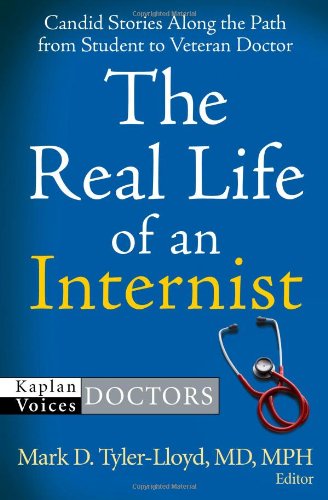 Candid Stories Along the Path
from Student to Veteran Doctor
The
Real Life
of an
Internist
Kaplan
Voices
DOCTORS
Mark D. Tyler-Lloyd, MD, MPH
Editor